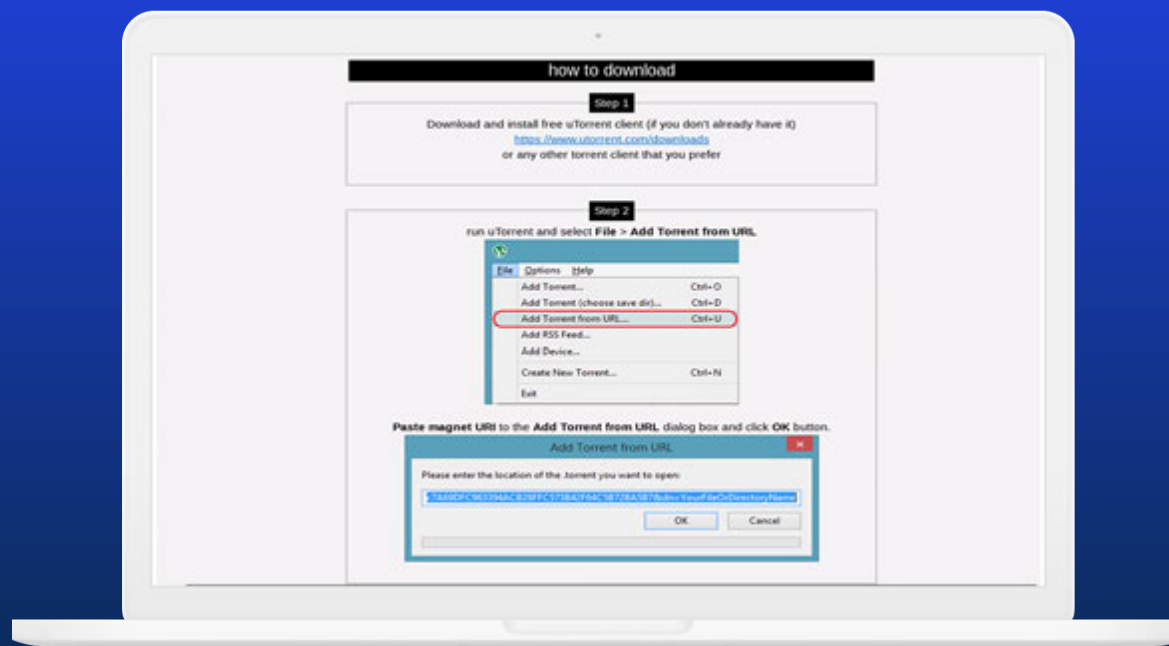 how to download
Step 1
Download and install free uTorrent client (if you don't already have it)
https://www.utorrent.com/downloads
or any other torrent client that you prefer
Step 2
run uTorrent and select File > Add Torrent from URL
File Options Help
Add Torrent... Ctrl+O
Add Torrent (choose save dir)... Ctrl+D
Add Torrent from URL... Ctrl+U
Add RSS Feed...
Add Device...
Create New Torrent... Ctrl+N
Exit
Paste magnet URI to the Add Torrent from URL dialog box and click OK button.
Add Torrent from URL
Please enter the location of the .torrent you want to open:
OK Cancel